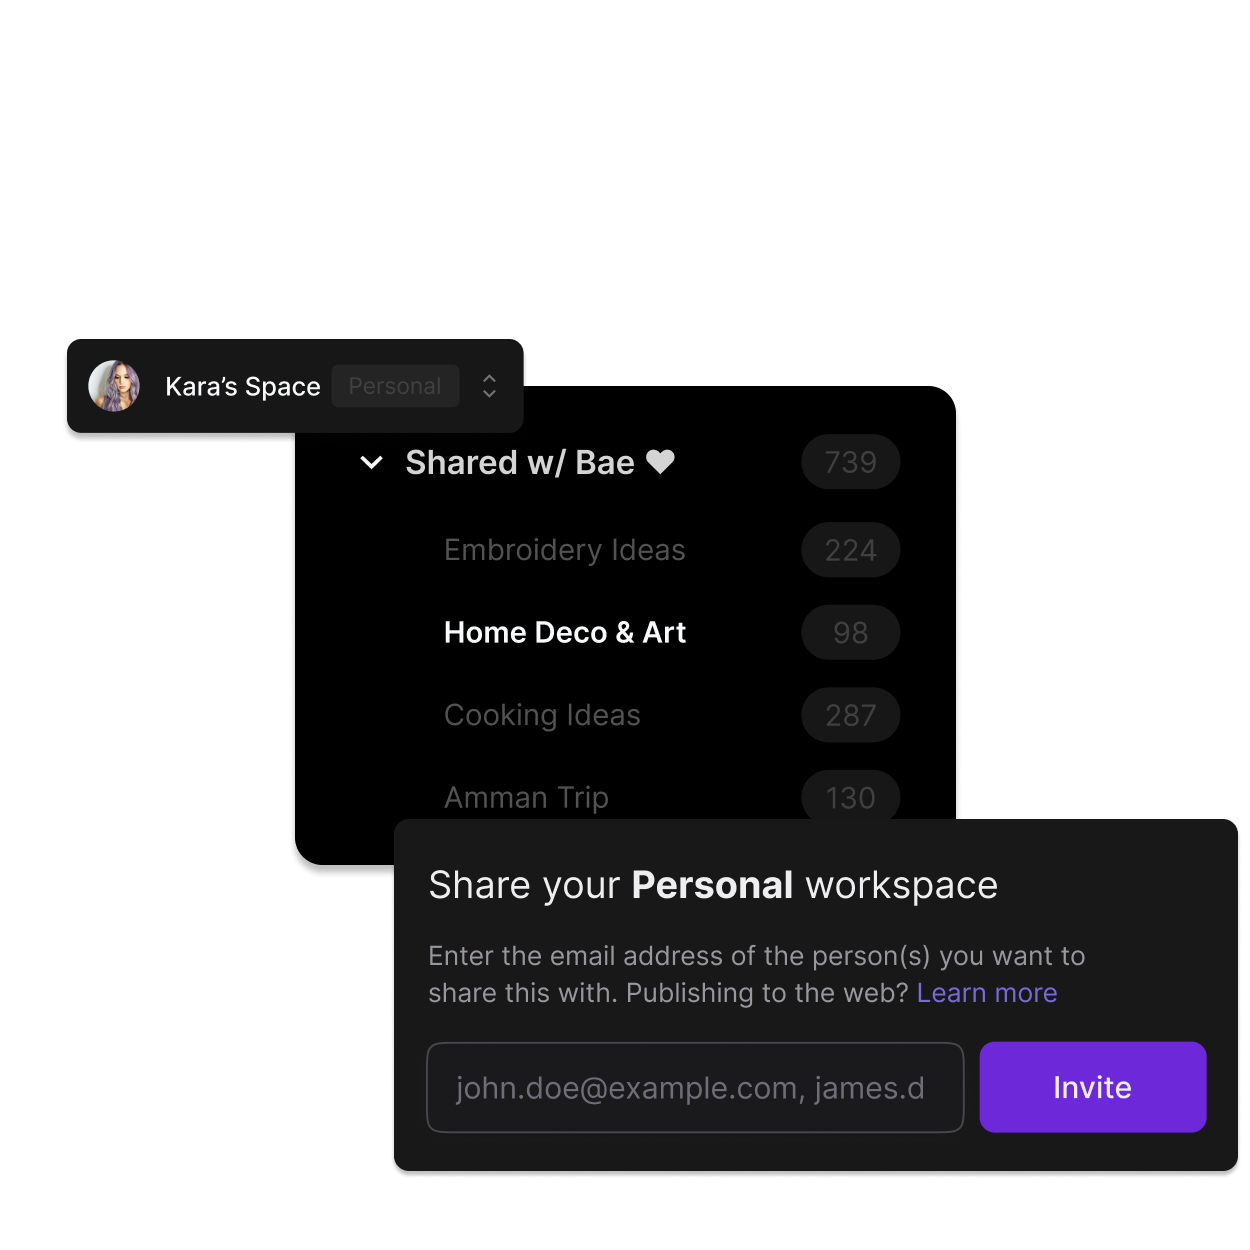 Kara’s Space Personal
Shared w/ Bae ♥ 739
Embroidery Ideas 224
Home Deco & Art 98
Cooking Ideas 287
Amman Trip 130
Share your Personal workspace
Enter the email address of the person(s) you want to
share this with. Publishing to the web? Learn more
john.doe@example.com, james.d Invite